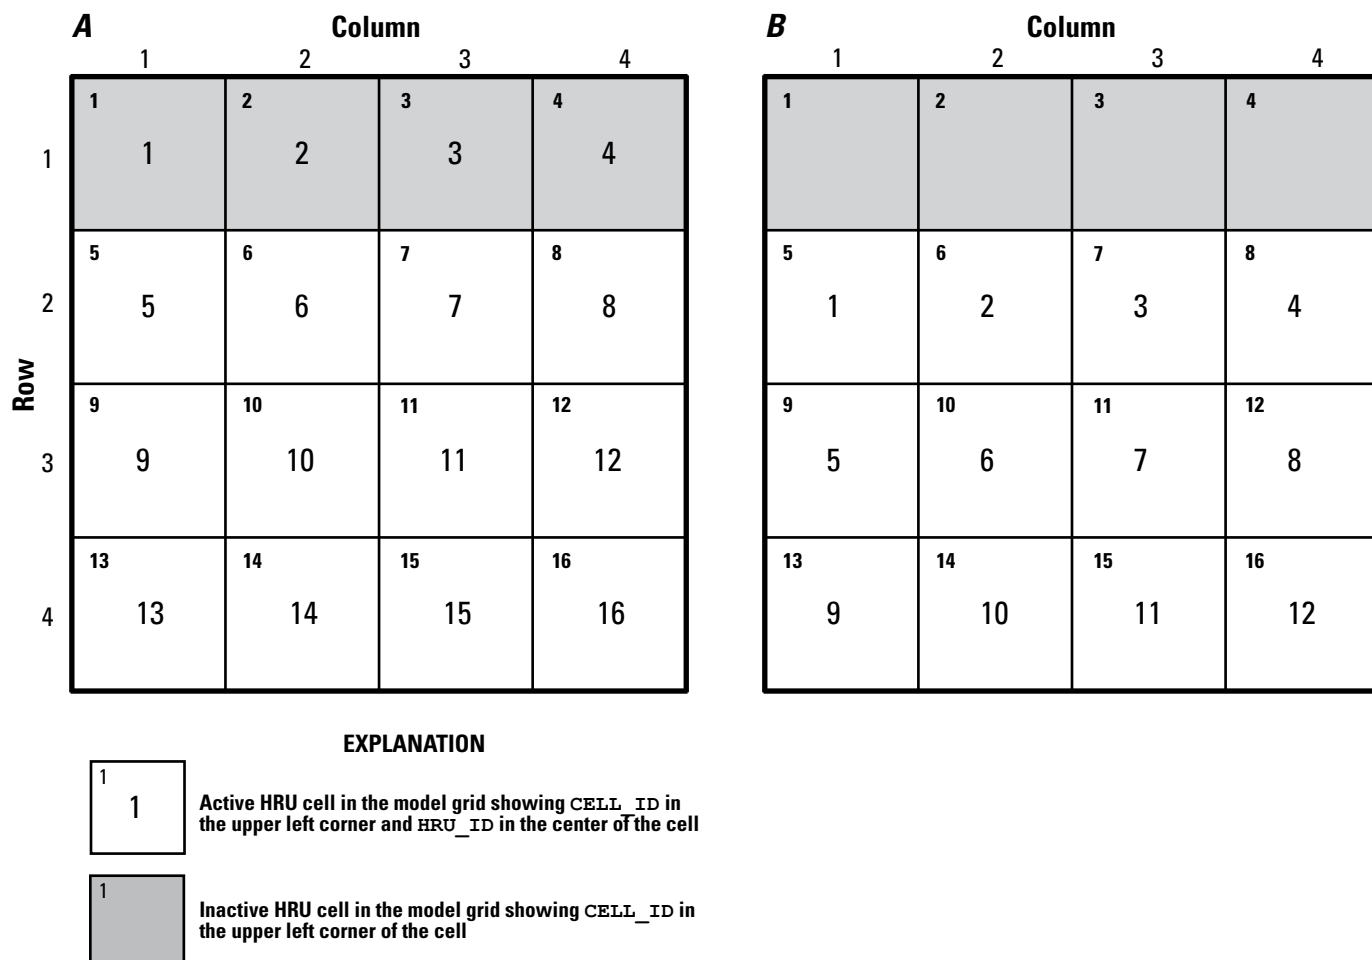 A Column
1 2 3 4
1 2 3 4
1 1 2 3 4
5 6 7 8
2 5 6 7 8
Row
9 10 11 12
3 9 10 11 12
13 14 15 16
4 13 14 15 16
B Column
1 2 3 4
1 2 3 4
5 6 7 8
1 2 3 4
9 10 11 12
5 6 7 8
13 14 15 16
9 10 11 12
EXPLANATION
1
1
Active HRU cell in the model grid showing CELL_ID in
the upper left corner and HRU_ID in the center of the cell
1
Inactive HRU cell in the model grid showing CELL_ID in
the upper left corner of the cell